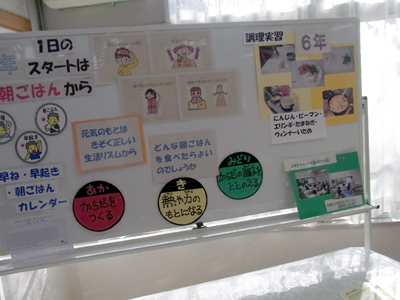 1日の
年 スタートは
朝ごはん から
調理実習
6年
にんじん・ピーマン・
エリンギ・たまねぎ・
ウィンナーいため
早起き
元気のもとは
きそく正しい
生活リズムから
どんな朝ごはん
を食べたらよい
のでしょうか
早ね・早起き
・朝ごはん
カレンダー
あか
からだを
つくる
き
熱や力の
もとになる
みどり
からだの調子を
ととのえる